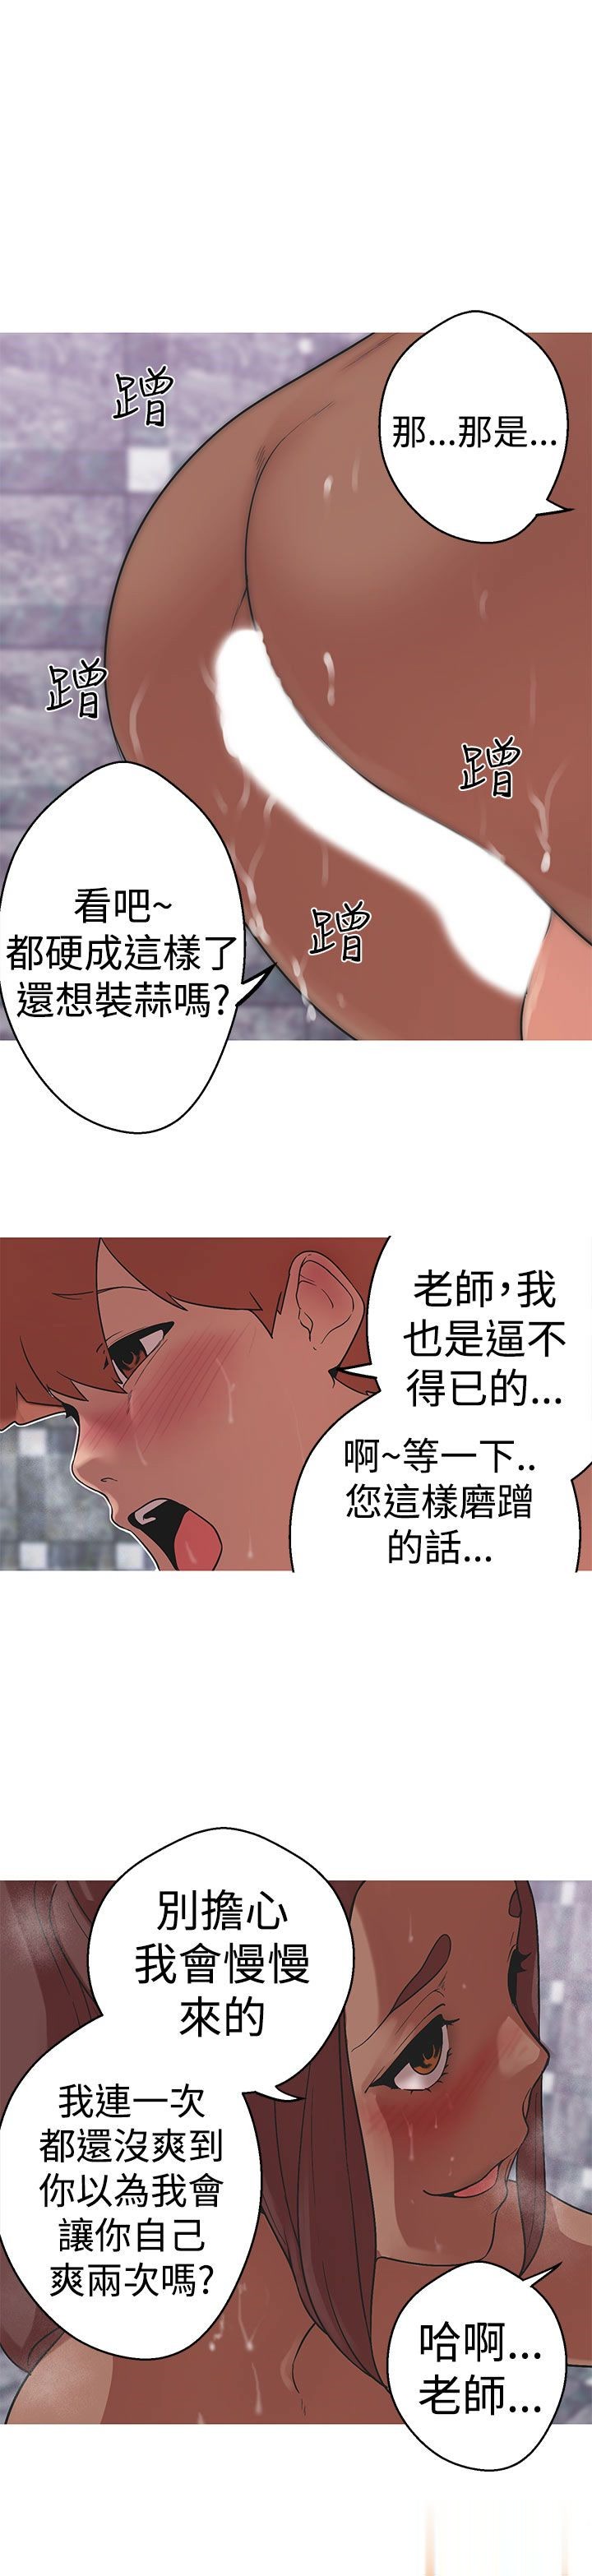 蹭
那...那是...
蹭
蹭
看吧~
都硬成這樣了
還想裝蒜嗎?
蹭
老師，我
也是逼不
得已的...
啊~等一下..
您這樣磨蹭
的話...
別擔心
我會慢慢
來的
我連一次
都還沒爽到
你以為我會
讓你自己
爽兩次嗎?
哈啊...
老師...